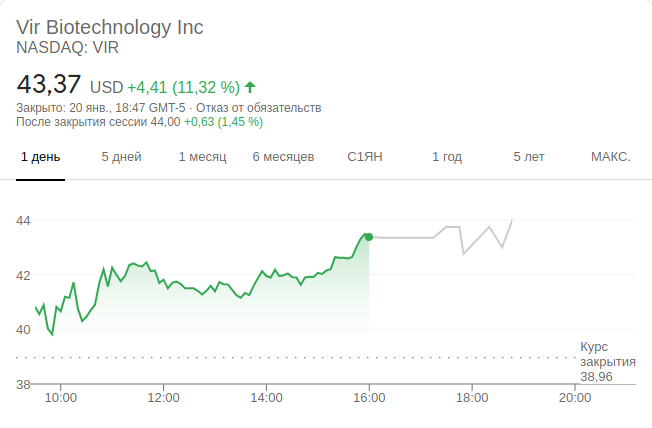 Vir Biotechnology Inc
NASDAQ: VIR
43,37 USD +4,41 (11,32 %)
Закрыто: 20 янв., 18:47 GMT-5 · Отказ от обязательств
После закрытия сессии 44,00 +0,63 (1,45 %)
1 день 5 дней 1 месяц 6 месяцев С1ЯН 1 год 5 лет МАКС.
44
42
40
Курс
закрытия
38,96
38
10:00 12:00 14:00 16:00 18:00 20:00